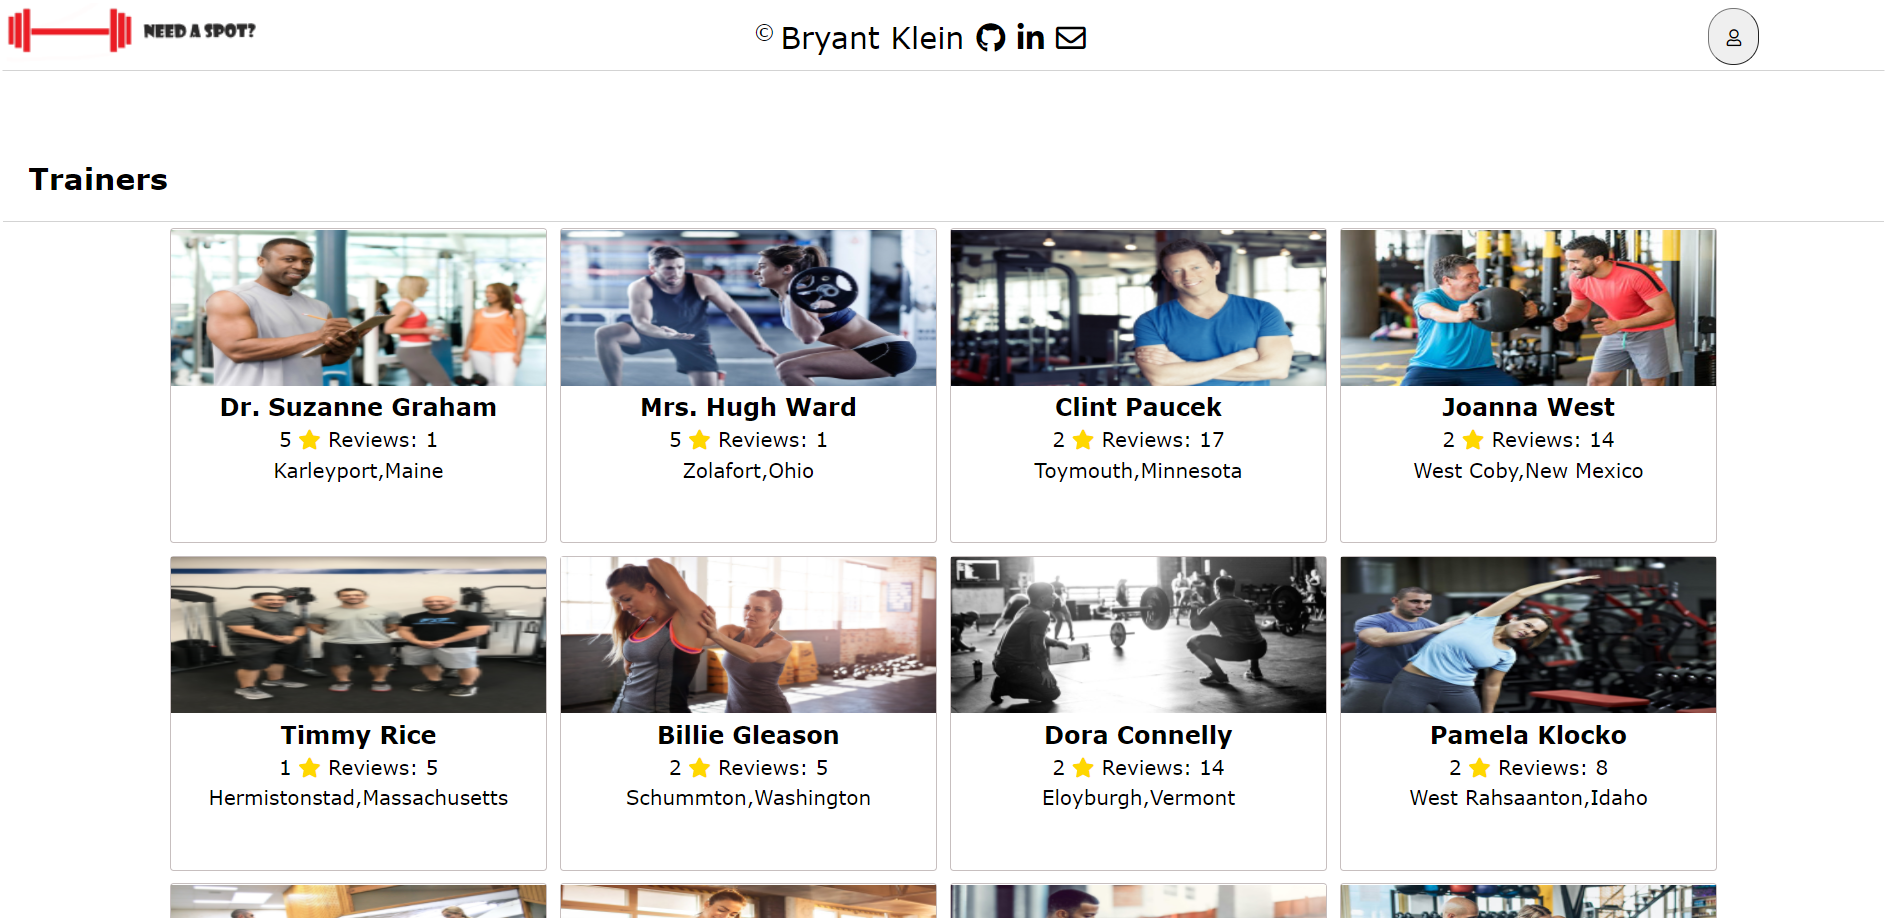 NEED A SPOT?
© Bryant Klein
Trainers
Dr. Suzanne Graham
5 Reviews: 1
Karleyport,Maine
Mrs. Hugh Ward
5 Reviews: 1
Zolafort,Ohio
Clint Paucek
2 Reviews: 17
Toymouth,Minnesota
Joanna West
2 Reviews: 14
West Coby,New Mexico
Timmy Rice
1 Reviews: 5
Hermistonstad,Massachusetts
Billie Gleason
2 Reviews: 5
Schummton,Washington
Dora Connelly
2 Reviews: 14
Eloyburgh,Vermont
Pamela Klocko
2 Reviews: 8
West Rahsaanton,Idaho